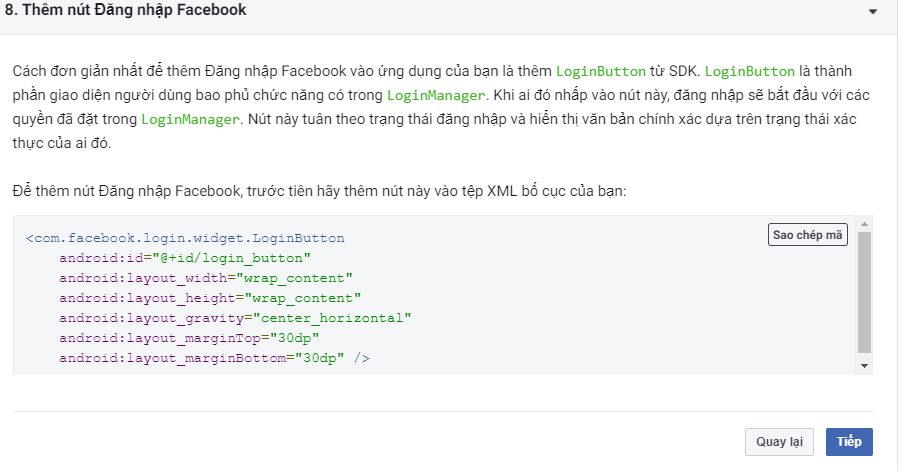 8. Thêm nút Đăng nhập Facebook
Cách đơn giản nhất để thêm Đăng nhập Facebook vào ứng dụng của bạn là thêm LoginButton từ SDK. LoginButton là thành
phần giao diện người dùng bao phủ chức năng có trong LoginManager. Khi ai đó nhấp vào nút này, đăng nhập sẽ bắt đầu với các
quyền đã đặt trong LoginManager. Nút này tuân theo trạng thái đăng nhập và hiển thị văn bản chính xác dựa trên trạng thái xác
thực của ai đó.
Để thêm nút Đăng nhập Facebook, trước tiên hãy thêm nút này vào tệp XML bố cục của bạn:
Sao chép mã
<com.facebook.login.widget.LoginButton
android:id="@+id/login_button"
android:layout_width="wrap_content"
android:layout_height="wrap_content"
android:layout_gravity="center_horizontal"
android:layout_marginTop="30dp"
android:layout_marginBottom="30dp" />
Quay lại
Tiếp